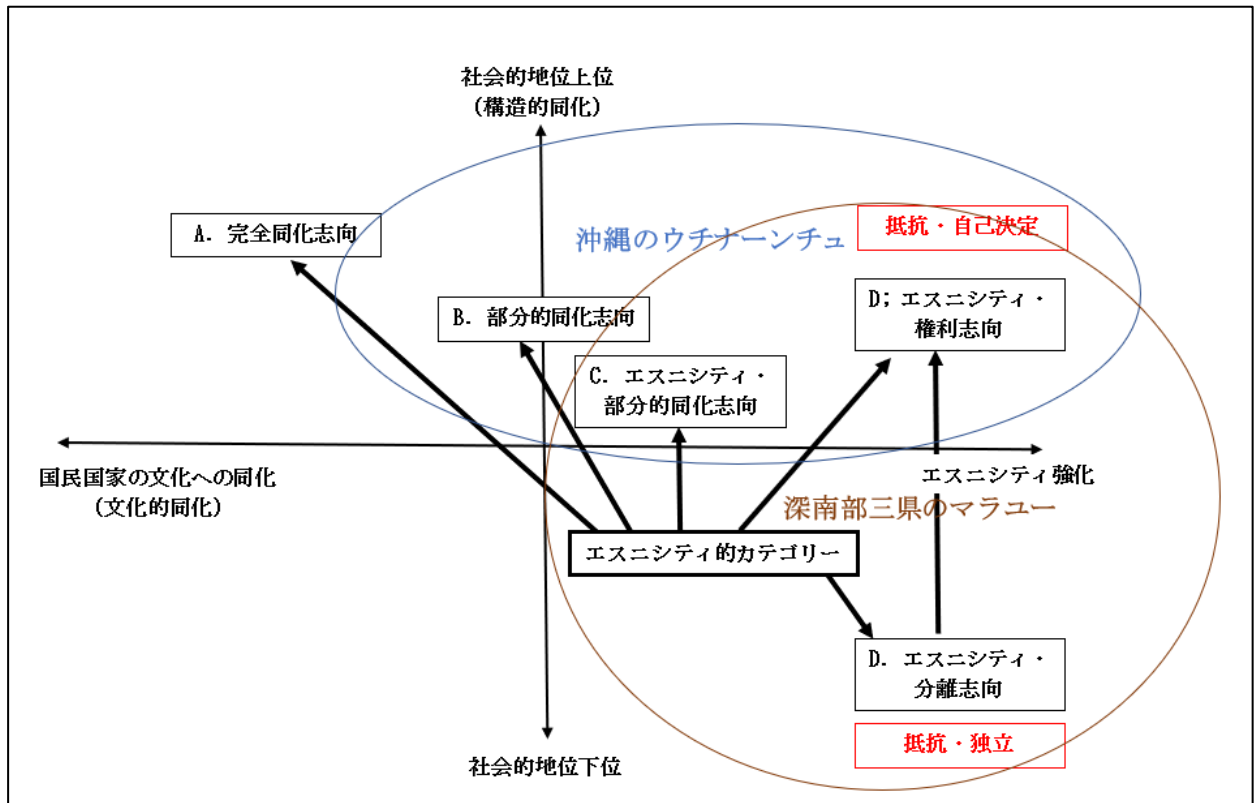 社会的地位上位
(構造的同化)
A. 完全同化志向
沖縄のウチナーンチュ
抵抗・自己決定
B. 部分的同化志向
D; エスニシティ・
権利志向
C. エスニシティ・
部分的同化志向
国民国家の文化への同化
(文化的同化)
エスニシティ強化
深南部三県のマラユー
エスニシティ的カテゴリー
D. エスニシティ・
分離志向
抵抗・独立
社会的地位下位